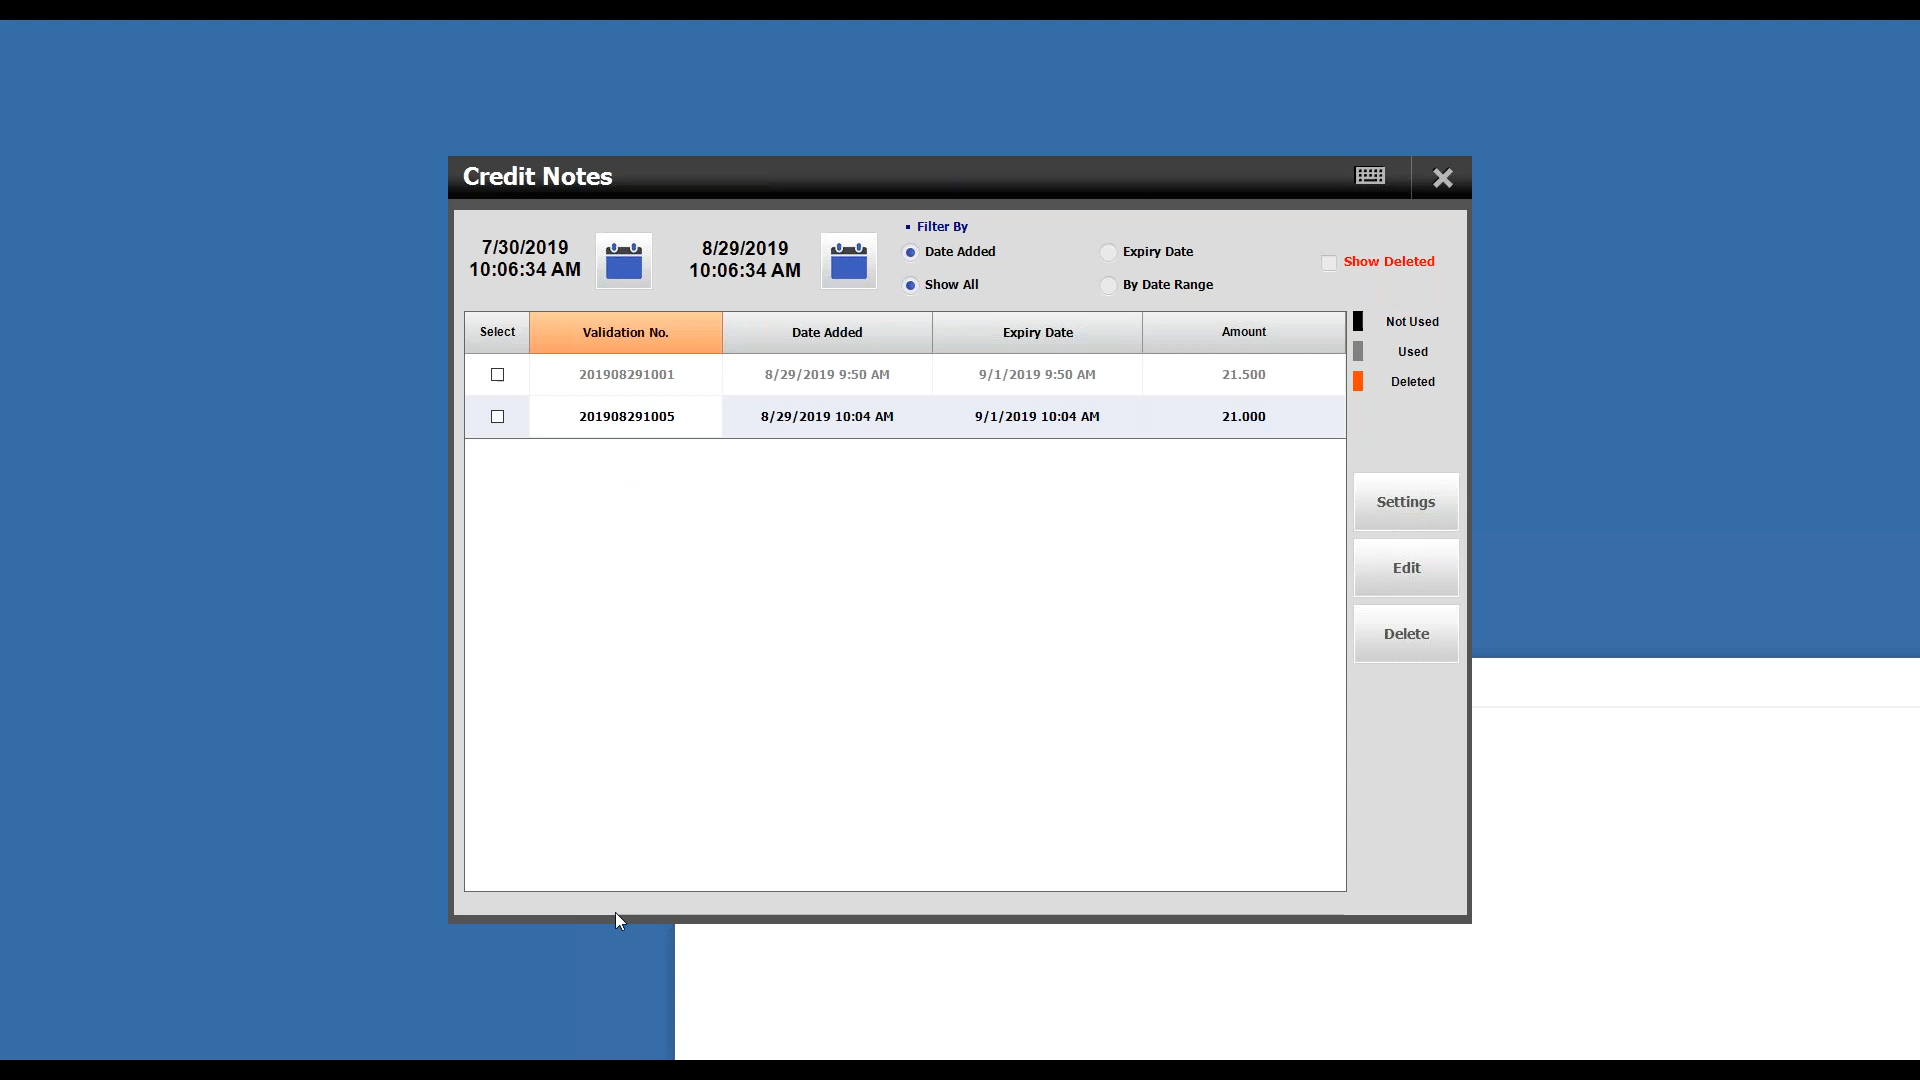 Credit Notes
7/30/2019
10:06:34 AM
8/29/2019
10:06:34 AM
Filter By
Date Added
Expiry Date
Show All
By Date Range
Show Deleted
Select Validation No. Date Added Expiry Date Amount
201908291001 8/29/2019 9:50 AM 9/1/2019 9:50 AM 21.500
201908291005 8/29/2019 10:04 AM 9/1/2019 10:04 AM 21.000
Not Used
Used
Deleted
Settings
Edit
Delete